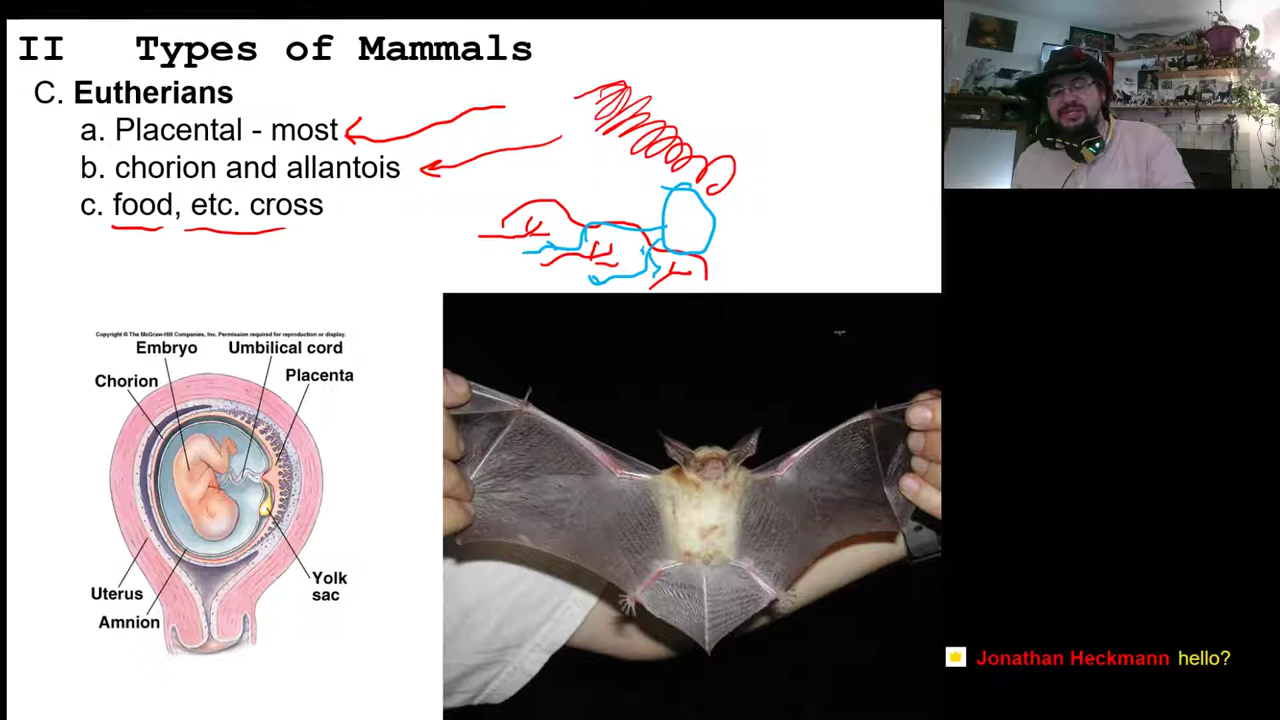 II Types of Mammals
C. Eutherians
a. Placental - most
b. chorion and allantois
c. food, etc. cross
Copyright © The McGraw-Hill Companies, Inc. Permission required for reproduction or display.
Embryo Umbilical cord
Chorion
Placenta
Yolk
sac
Uterus
Amnion
Jonathan Heckmann hello?